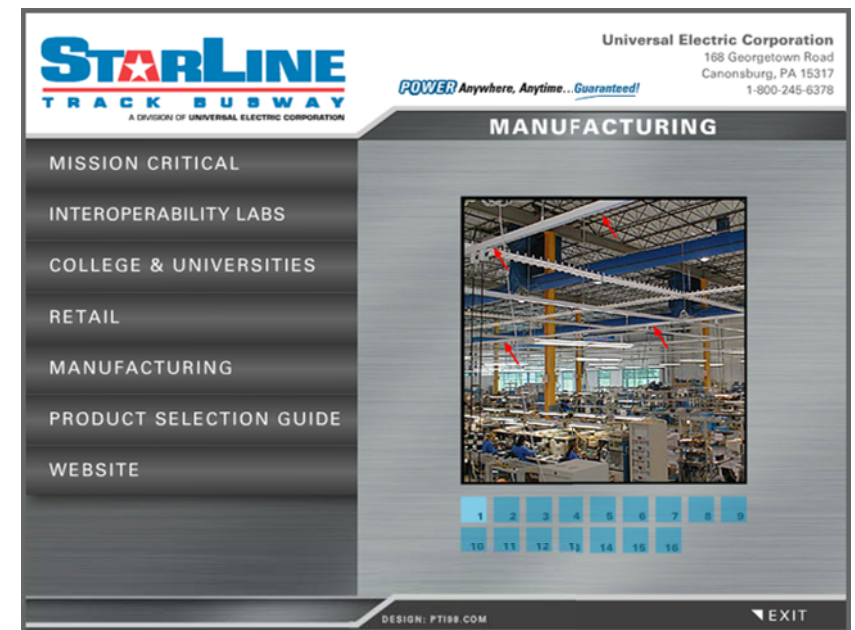 STARLINE
TRACK BUSWAY
A DIVISION OF UNIVERSAL ELECTRIC CORPORATION
POWER Anywhere, Anytime...Guaranteed!
Universal Electric Corporation
168 Georgetown Road
Canonsburg, PA 15317
1-800-245-6378
MANUFACTURING
MISSION CRITICAL
INTEROPERABILITY LABS
COLLEGE & UNIVERSITIES
RETAIL
MANUFACTURING
PRODUCT SELECTION GUIDE
WEBSITE
1 2 3 4 5 6 7 8 9
10 11 12 13 14 15 16
DESIGN: PTI98.COM
EXIT